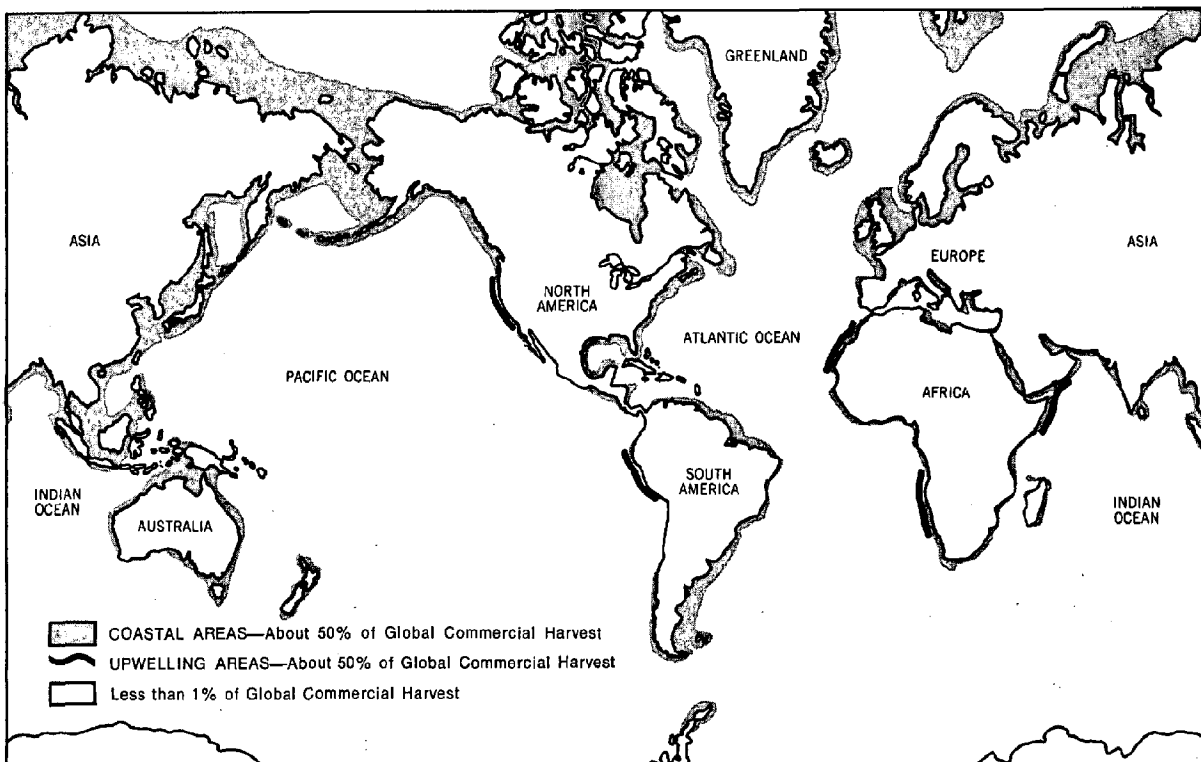 GREENLAND
ASIA
EUROPE
ASIA
NORTH
AMERICA
ATLANTIC OCEAN
PACIFIC OCEAN
AFRICA
SOUTH
AMERICA
INDIAN
OCEAN
AUSTRALIA
INDIAN
OCEAN
COASTAL AREAS—About 50% of Global Commercial Harvest
UPWELLING AREAS—About 50% of Global Commercial Harvest
Less than 1% of Global Commercial Harvest